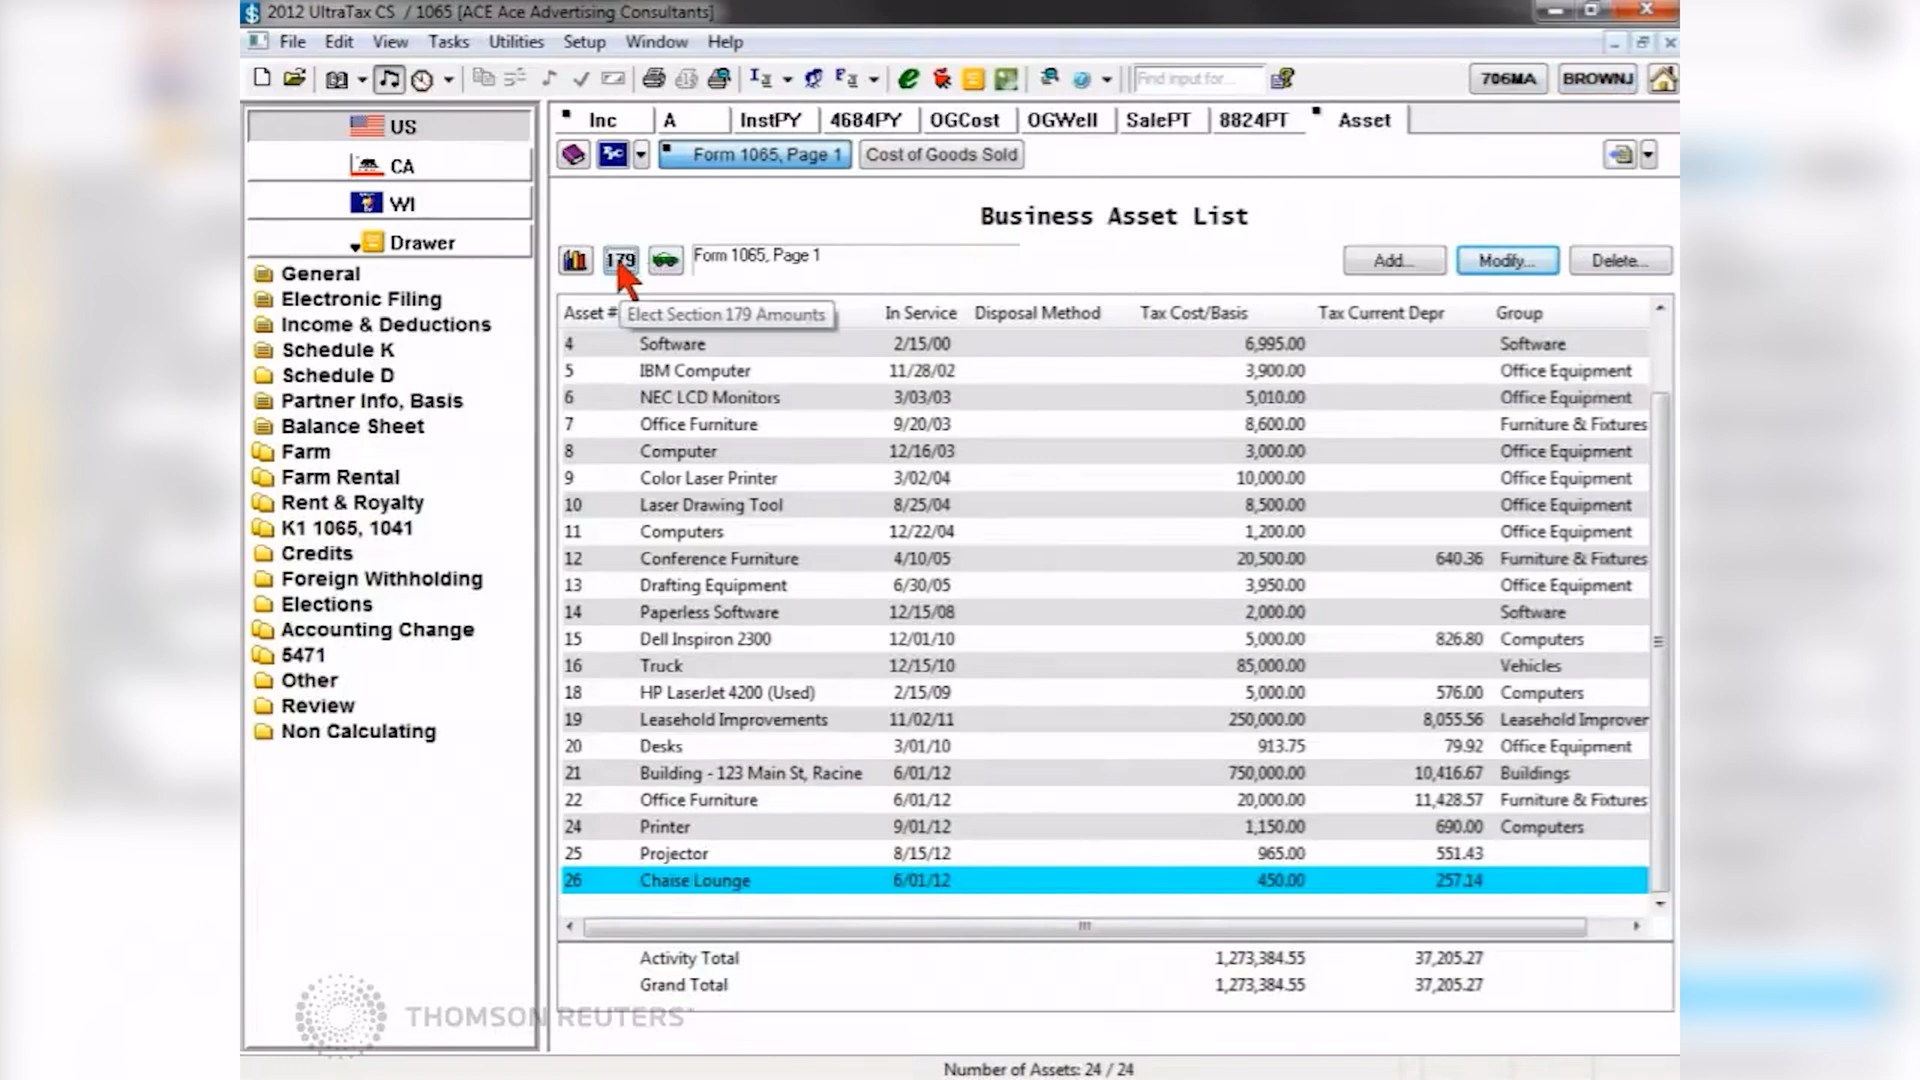 2012 UltraTax CS / 1065 [ACE Ace Advertising Consultants]
File Edit View Tasks Utilities Setup Window Help
Find input for... 706MA BROWNJ
US
CA
WI
Drawer
General
Electronic Filing
Income & Deductions
Schedule K
Schedule D
Partner Info, Basis
Balance Sheet
Farm
Farm Rental
Rent & Royalty
K1 1065, 1041
Credits
Foreign Withholding
Elections
Accounting Change
5471
Other
Review
Non Calculating
Inc A InstPY 4684PY OGCost OGWell SalePT 8824PT Asset
Form 1065, Page 1 Cost of Goods Sold
Business Asset List
179 Form 1065, Page 1 Add... Modify... Delete...
Asset # Elect Section 179 Amounts In Service Disposal Method Tax Cost/Basis Tax Current Depr Group
4 Software 2/15/00 6,995.00 Software
5 IBM Computer 11/28/02 3,900.00 Office Equipment
6 NEC LCD Monitors 3/03/03 5,010.00 Office Equipment
7 Office Furniture 9/20/03 8,600.00 Furniture & Fixtures
8 Computer 12/16/03 3,000.00 Office Equipment
9 Color Laser Printer 3/02/04 10,000.00 Office Equipment
10 Laser Drawing Tool 8/25/04 8,500.00 Office Equipment
11 Computers 12/22/04 1,200.00 Office Equipment
12 Conference Furniture 4/10/05 20,500.00 640.36 Furniture & Fixtures
13 Drafting Equipment 6/30/05 3,950.00 Office Equipment
14 Paperless Software 12/15/08 2,000.00 Software
15 Dell Inspiron 2300 12/01/10 5,000.00 826.80 Computers
16 Truck 12/15/10 85,000.00 Vehicles
18 HP LaserJet 4200 (Used) 2/15/09 5,000.00 576.00 Computers
19 Leasehold Improvements 11/02/11 250,000.00 8,055.56 Leasehold Improver
20 Desks 3/01/10 913.75 79.92 Office Equipment
21 Building - 123 Main St, Racine 6/01/12 750,000.00 10,416.67 Buildings
22 Office Furniture 6/01/12 20,000.00 11,428.57 Furniture & Fixtures
24 Printer 9/01/12 1,150.00 690.00 Computers
25 Projector 8/15/12 965.00 551.43
26 Chaise Lounge 6/01/12 450.00 257.14
Activity Total 1,273,384.55 37,205.27
Grand Total 1,273,384.55 37,205.27
THOMSON REUTERS
Number of Assets: 24 / 24